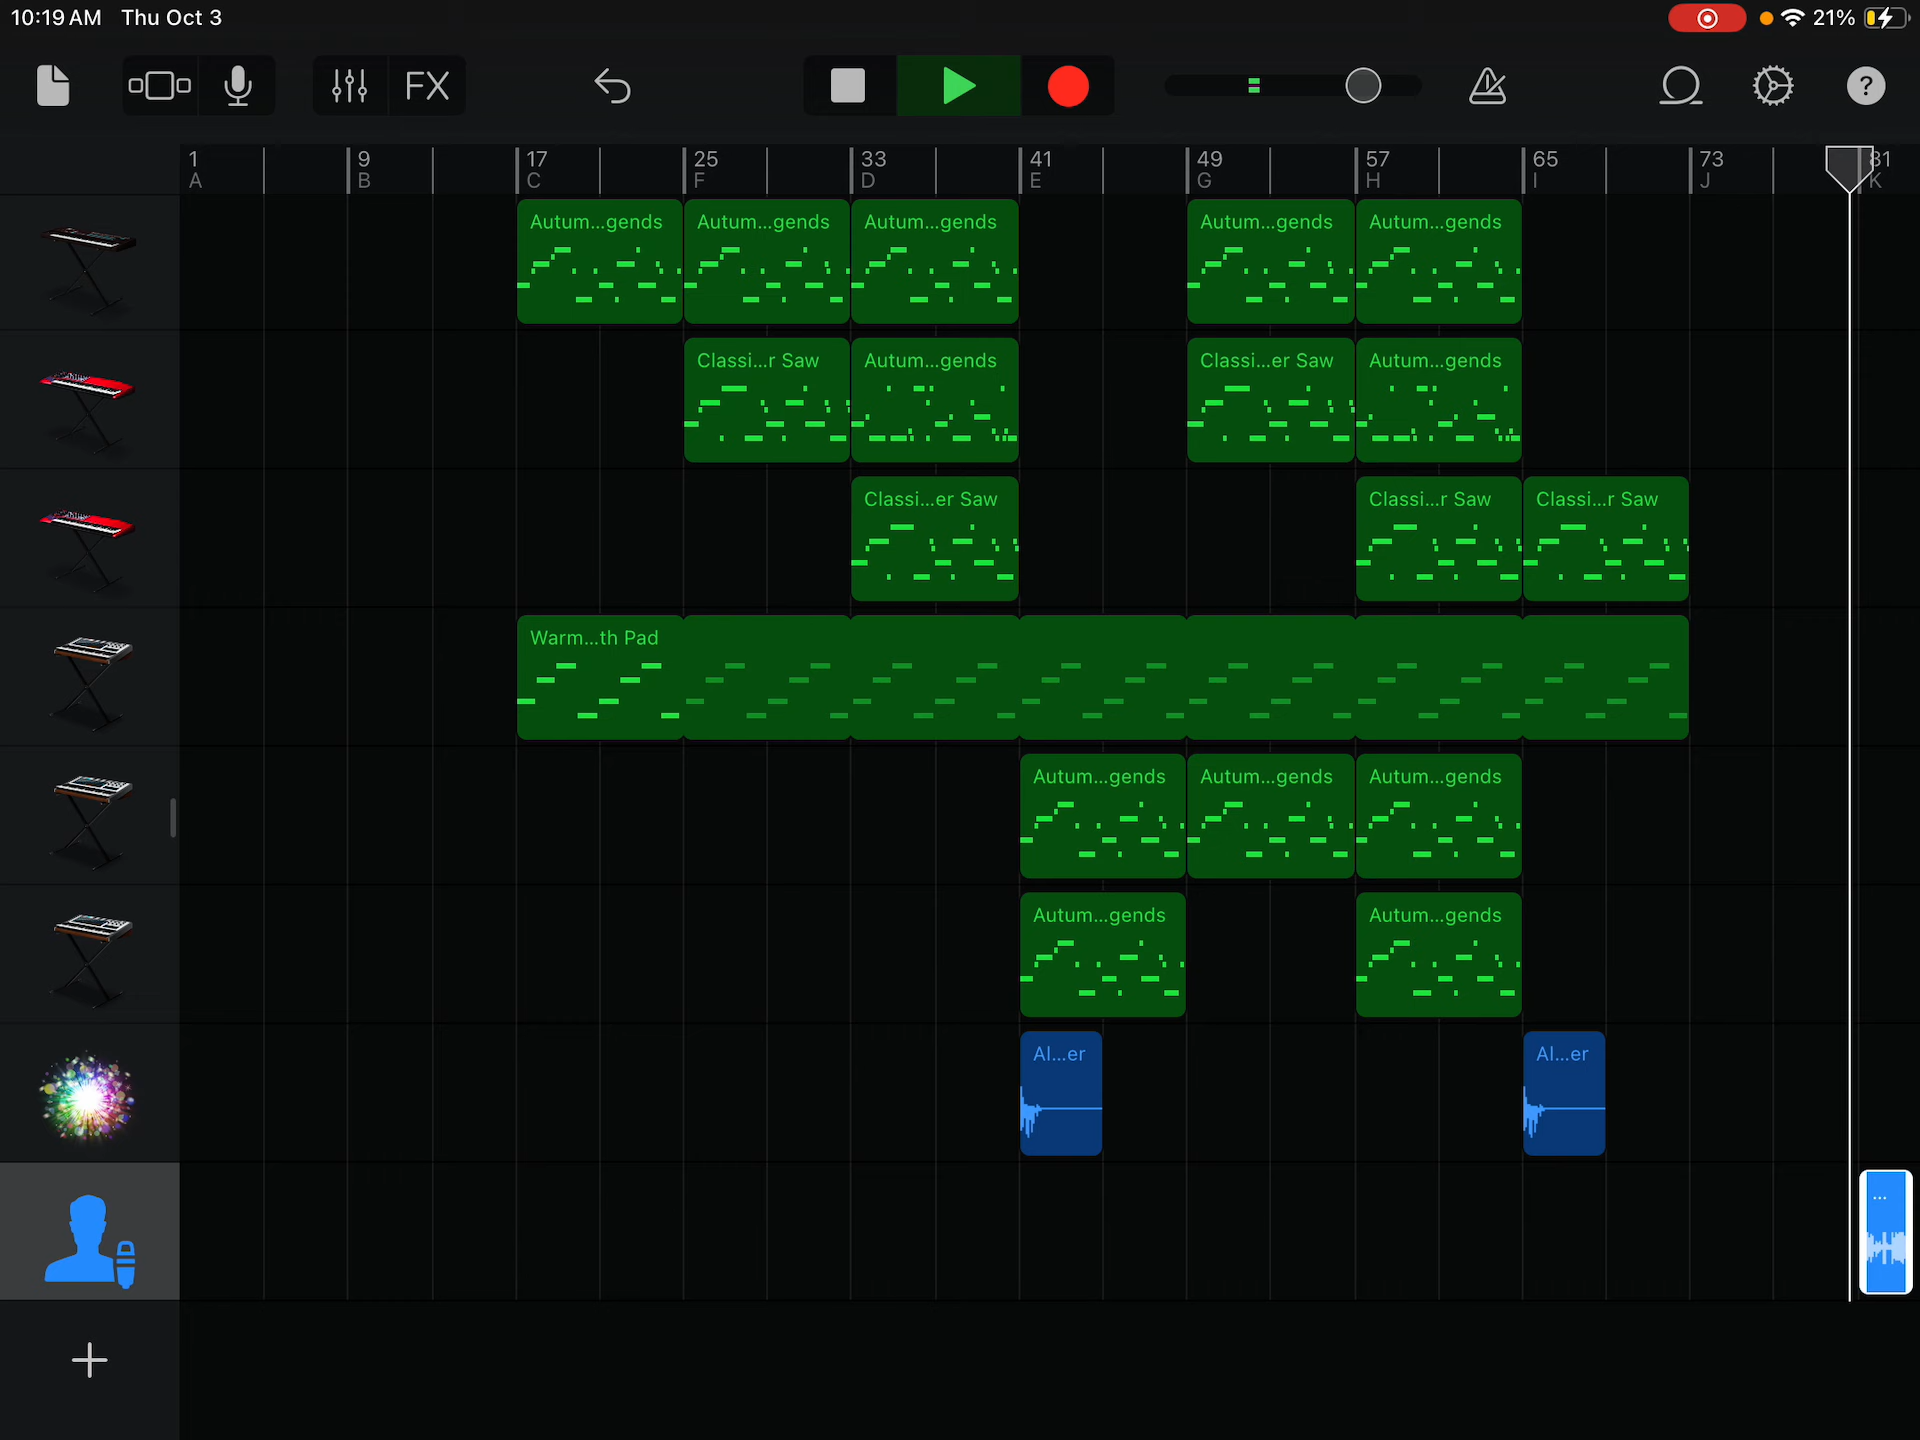 10:19 AM Thu Oct 3
21%
FX
?
1 9 17 25 33 41 49 57 65 73 81
A B C F D E G H I J K
Autum...gends Autum...gends Autum...gends Autum...gends Autum...gends
Classi...r Saw Autum...gends Classi...er Saw Autum...gends
Classi...er Saw Classi...r Saw Classi...r Saw
Warm...th Pad
Autum...gends Autum...gends Autum...gends
Autum...gends Autum...gends
Al...er Al...er
...